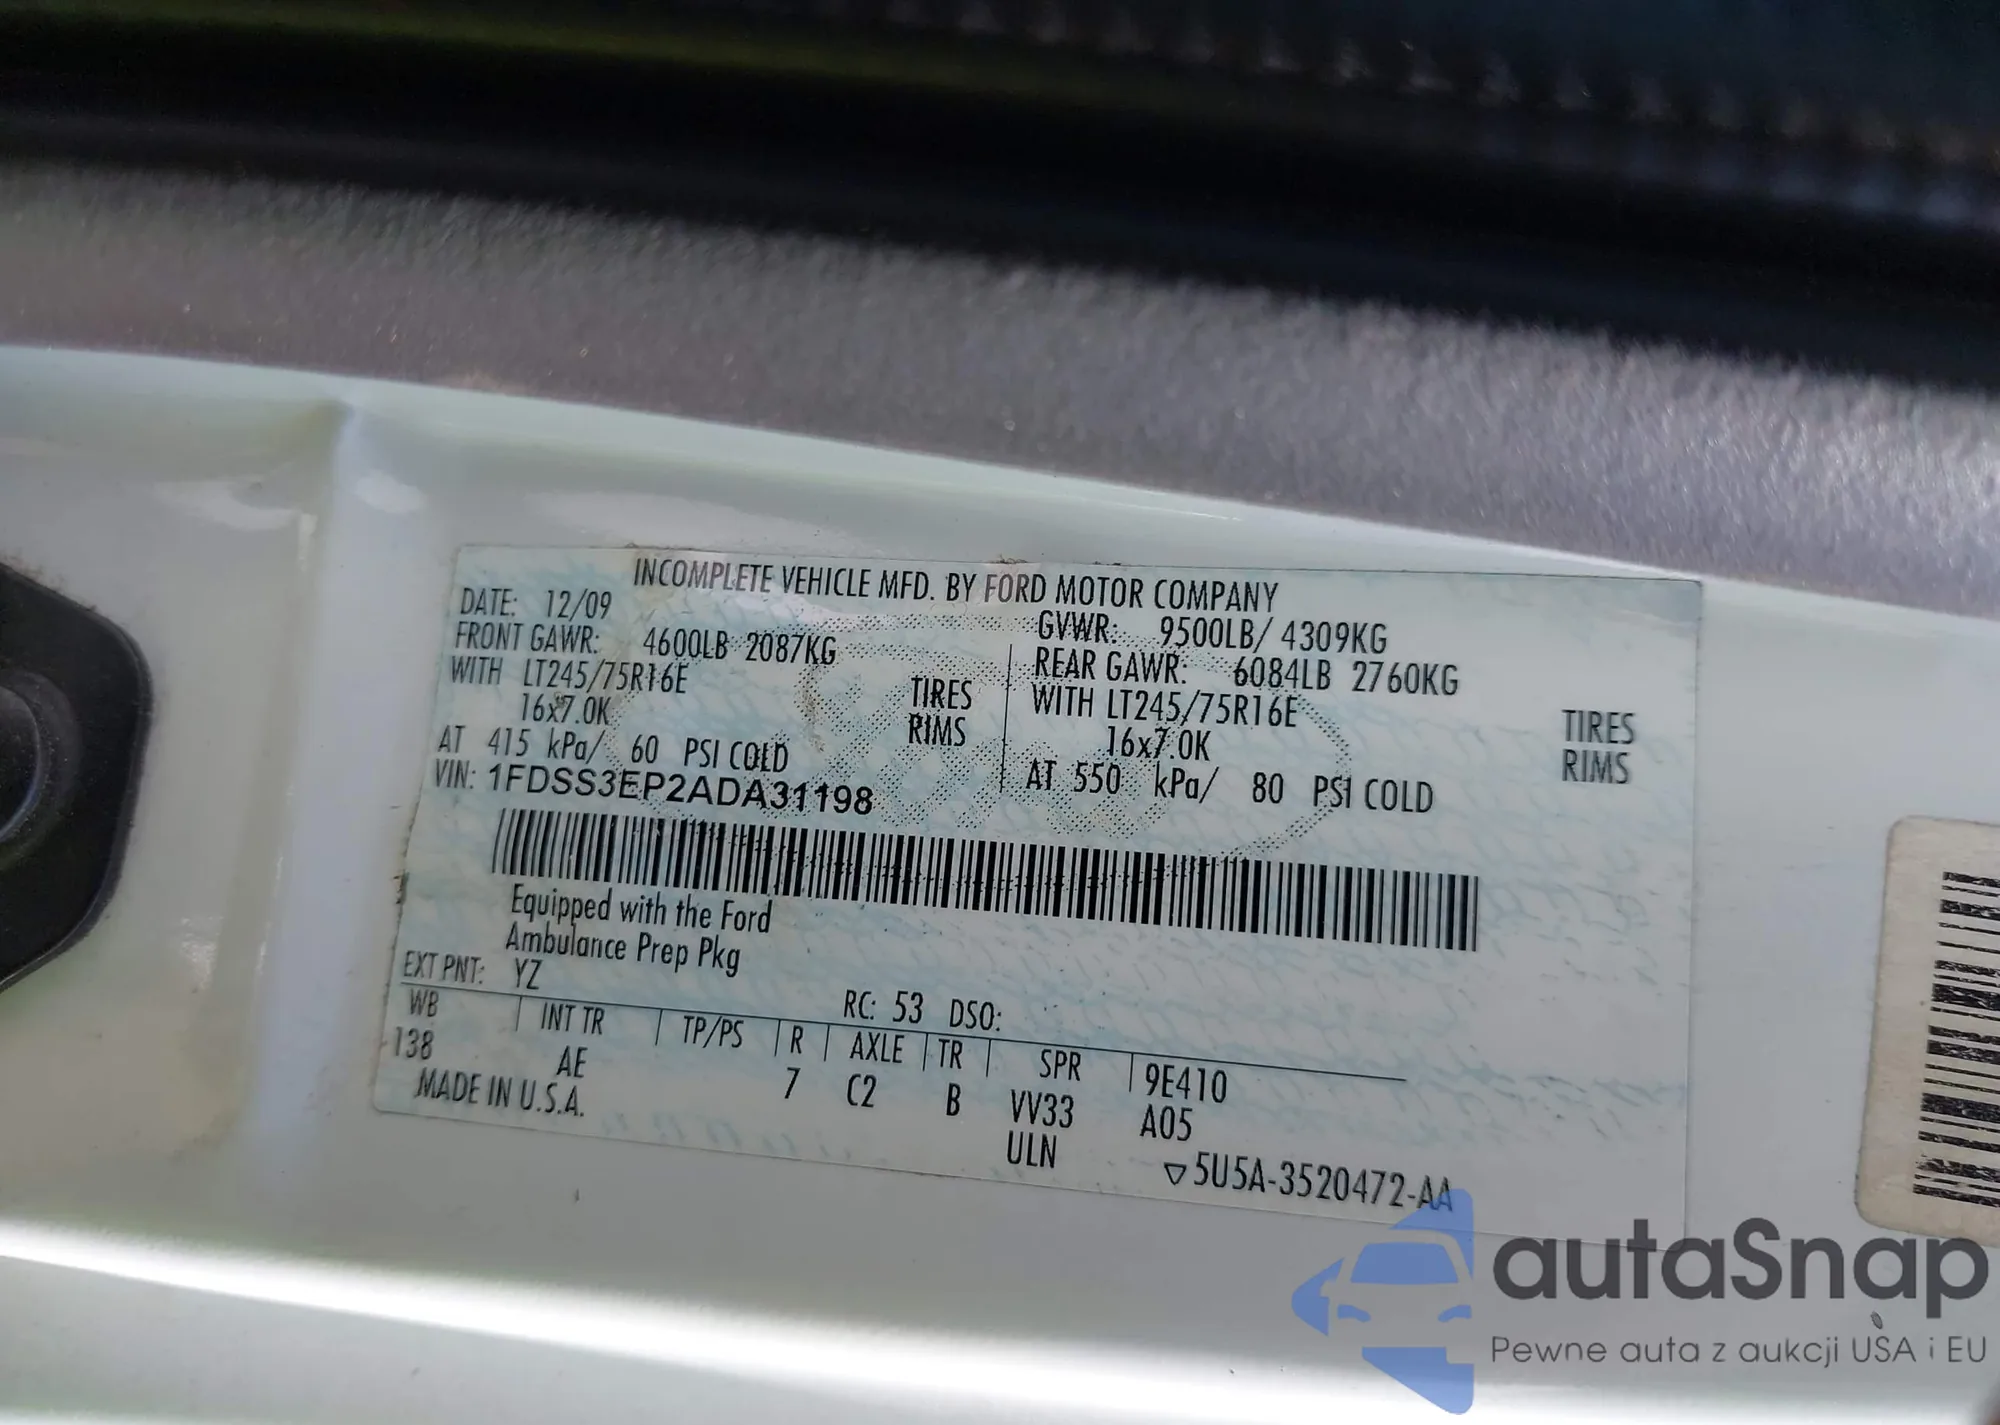 INCOMPLETE VEHICLE MFD. BY FORD MOTOR COMPANY
DATE: 12/09 GVWR: 9500LB/ 4309KG
FRONT GAWR: 4600LB 2087KG REAR GAWR: 6084LB 2760KG
WITH LT245/75R16E TIRES WITH LT245/75R16E TIRES
16x7.0K RIMS 16x7.0K RIMS
AT 415 kPa/ 60 PSI COLD AT 550 kPa/ 80 PSI COLD
VIN: 1FDSS3EP2ADA31198
Equipped with the Ford
Ambulance Prep Pkg
EXT PNT: YZ RC: 53 DSO:
WB INT TR TP/PS R AXLE TR SPR 9E410
138 AE 7 C2 B VV33 A05
MADE IN U.S.A. ULN
5U5A-3520472-AA
autaSnap
Pewne auta z aukcji USA i EU